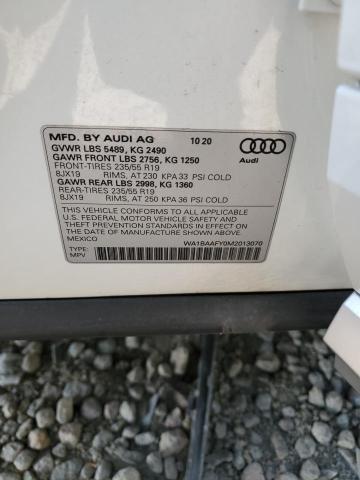 MFD. BY AUDI AG 10 20
GVWR LBS 5489, KG 2490
GAWR FRONT LBS 2756, KG 1250
FRONT-TIRES 235/55 R19
8JX19 RIMS, AT 230 KPA 33 PSI COLD
GAWR REAR LBS 2998, KG 1360
REAR-TIRES 235/55 R19
8JX19 RIMS, AT 250 KPA 36 PSI COLD
Audi
THIS VEHICLE CONFORMS TO ALL APPLICABLE
U.S. FEDERAL MOTOR VEHICLE SAFETY AND
THEFT PREVENTION STANDARDS IN EFFECT ON
THE DATE OF MANUFACTURE SHOWN ABOVE
MEXICO
WA1BAAFY0M2013070
TYPE:
MPV